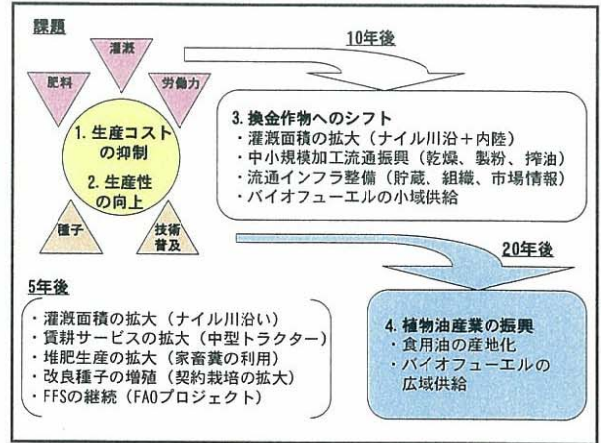 課題
灌漑
肥料
労働力
1. 生産コスト
の抑制
2. 生産性
の向上
種子
技術
普及
10年後
3. 換金作物へのシフト
・灌漑面積の拡大（ナイル川沿＋内陸）
・中小規模加工流通振興（乾燥、製粉、搾油）
・流通インフラ整備（貯蔵、組織、市場情報）
・バイオフューエルの小域供給
20年後
5年後
・灌漑面積の拡大（ナイル川沿い）
・賃耕サービスの拡大（中型トラクター）
・堆肥生産の拡大（家畜糞の利用）
・改良種子の増殖（契約栽培の拡大）
・FFSの継続（FAOプロジェクト）
4. 植物油産業の振興
・食用油の産地化
・バイオフューエルの
広域供給